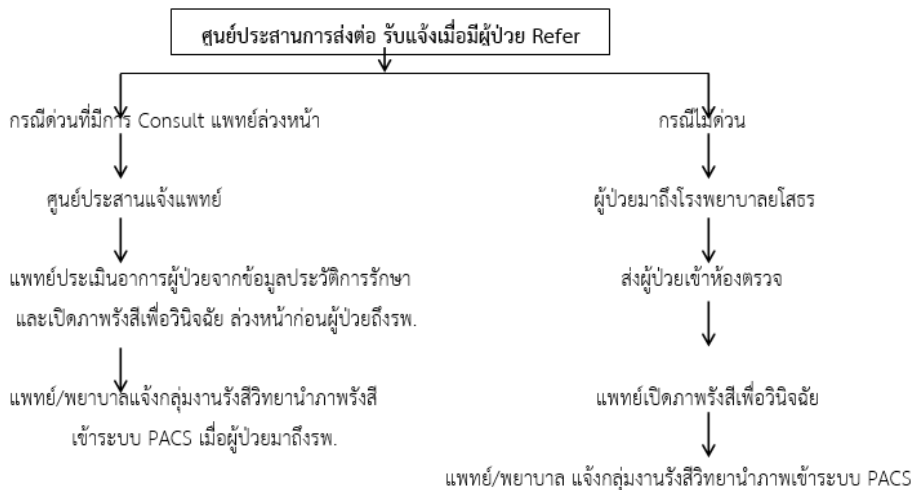 ศูนย์ประสานการส่งต่อ รับแจ้งเมื่อมีผู้ป่วย Refer
กรณีด่วนที่มีการ Consult แพทย์ล่วงหน้า
ศูนย์ประสานแจ้งแพทย์
แพทย์ประเมินอาการผู้ป่วยจากข้อมูลประวัติการรักษา
และเปิดภาพรังสีเพื่อวินิจฉัย ล่วงหน้าก่อนผู้ป่วยถึงรพ.
แพทย์/พยาบาลแจ้งกลุ่มงานรังสีวิทยานำภาพรังสี
เข้าระบบ PACS เมื่อผู้ป่วยมาถึงรพ.
กรณีไม่ด่วน
ผู้ป่วยมาถึงโรงพยาบาลยโสธร
ส่งผู้ป่วยเข้าห้องตรวจ
แพทย์เปิดภาพรังสีเพื่อวินิจฉัย
แพทย์/พยาบาล แจ้งกลุ่มงานรังสีวิทยานำภาพเข้าระบบ PACS